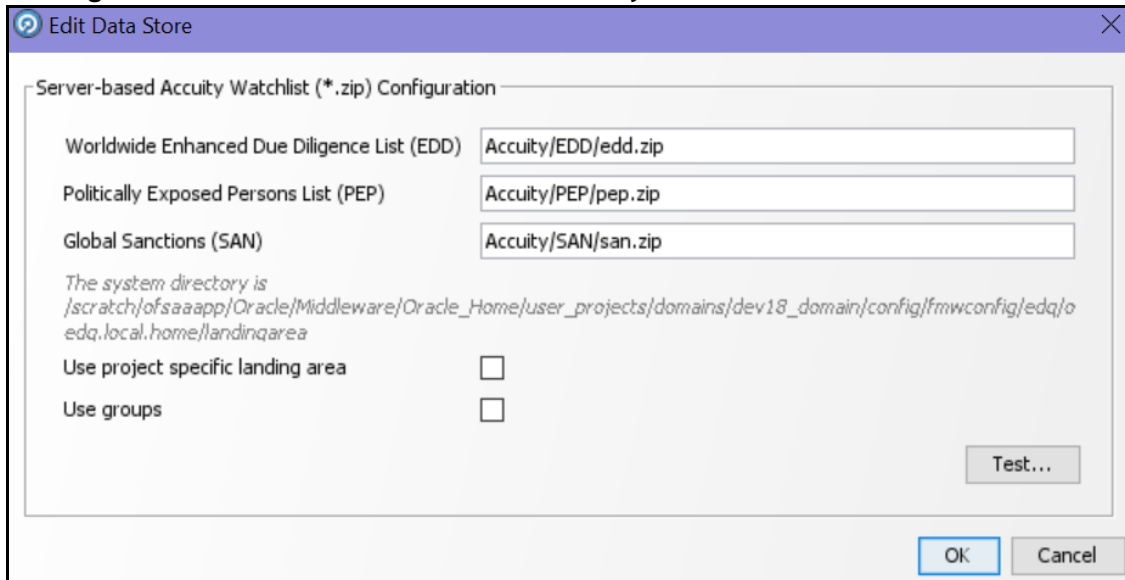 Edit Data Store
Server-based Accuity Watchlist (*.zip) Configuration
Worldwide Enhanced Due Diligence List (EDD) Accuity/EDD/edd.zip
Politically Exposed Persons List (PEP) Accuity/PEP/pep.zip
Global Sanctions (SAN) Accuity/SAN/san.zip
The system directory is
/scratch/ofsaaapp/Oracle/Middleware/Oracle_Home/user_projects/domains/dev18_domain/config/fmwconfig/edq/o
edq.local.home/landingarea
Use project specific landing area
Use groups
Test...
OK Cancel